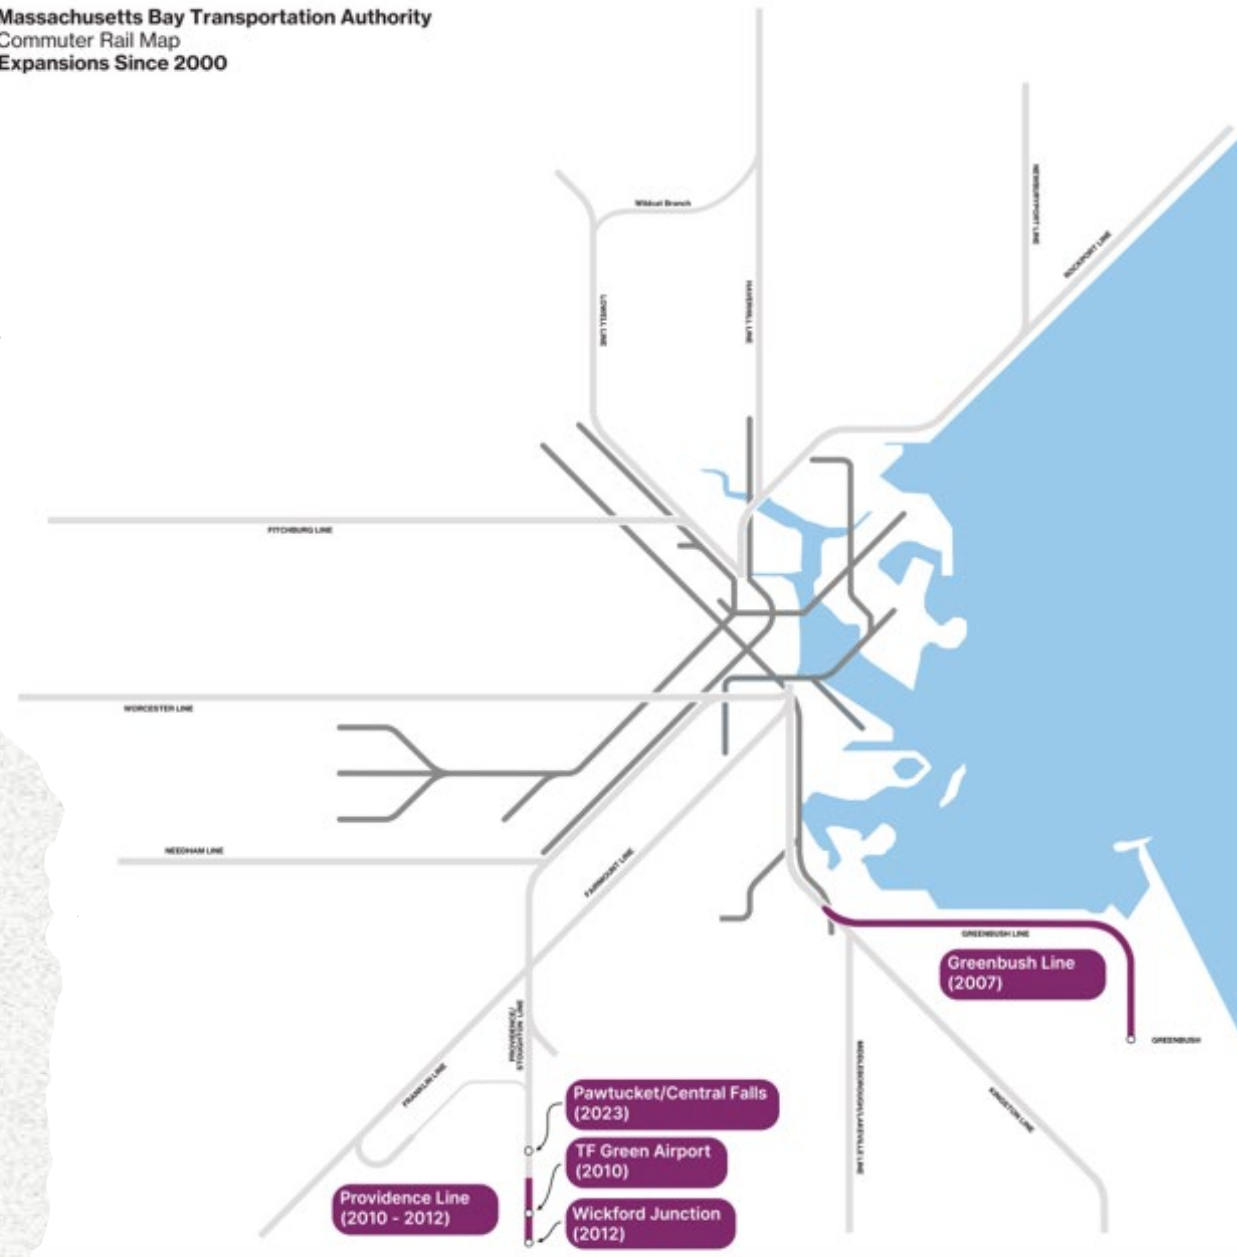 Massachusetts Bay Transportation Authority
Commuter Rail Map
Expansions Since 2000
NEWBURYPORT LINE
Wildcat Branch
ROCKPORT LINE
LOWELL LINE
HAVERHILL LINE
FITCHBURG LINE
WORCESTER LINE
NEEDHAM LINE
FAIRMOUNT LINE
GREENBUSH LINE
Greenbush Line
(2007)
GREENBUSH
PROVIDENCE/
STOUGHTON LINE
FRANKLIN LINE
MIDDLEBOROUGH/LAKEVILLE LINE
KINGSTON LINE
Pawtucket/Central Falls
(2023)
TF Green Airport
(2010)
Providence Line
(2010 - 2012)
Wickford Junction
(2012)